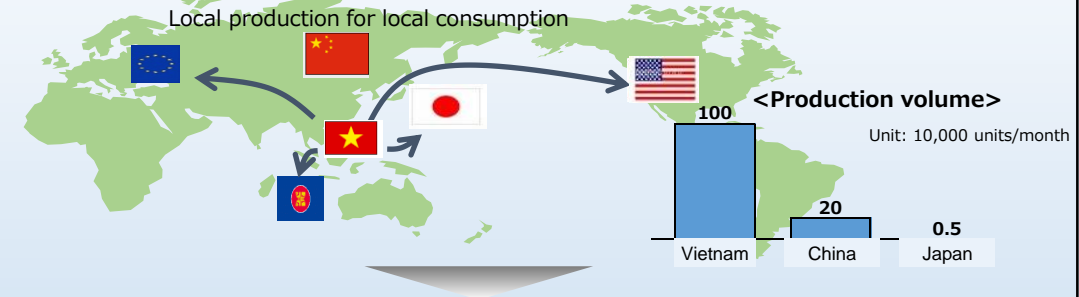 Local production for local consumption
<Production volume>
Unit: 10,000 units/month
100
20
0.5
Vietnam
China
Japan